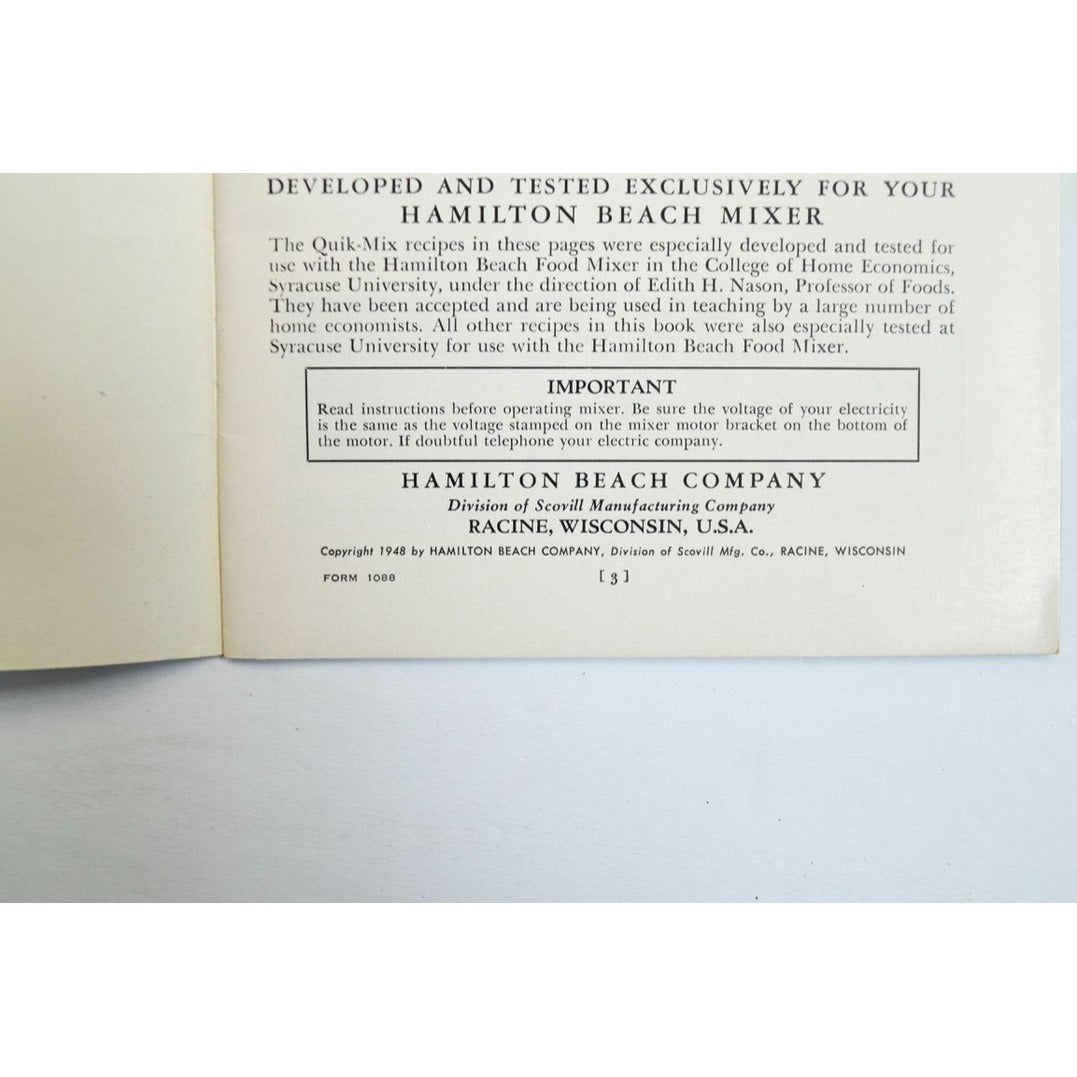 DEVELOPED AND TESTED EXCLUSIVELY FOR YOUR
HAMILTON BEACH MIXER
The Quik-Mix recipes in these pages were especially developed and tested for
use with the Hamilton Beach Food Mixer in the College of Home Economics,
Syracuse University, under the direction of Edith H. Nason, Professor of Foods.
They have been accepted and are being used in teaching by a large number of
home economists. All other recipes in this book were also especially tested at
Syracuse University for use with the Hamilton Beach Food Mixer.
IMPORTANT
Read instructions before operating mixer. Be sure the voltage of your electricity
is the same as the voltage stamped on the mixer motor bracket on the bottom of
the motor. If doubtful telephone your electric company.
HAMILTON BEACH COMPANY
Division of Scovill Manufacturing Company
RACINE, WISCONSIN, U.S.A.
Copyright 1948 by HAMILTON BEACH COMPANY, Division of Scovill Mfg. Co., RACINE, WISCONSIN
FORM 1088 [ 3 ]